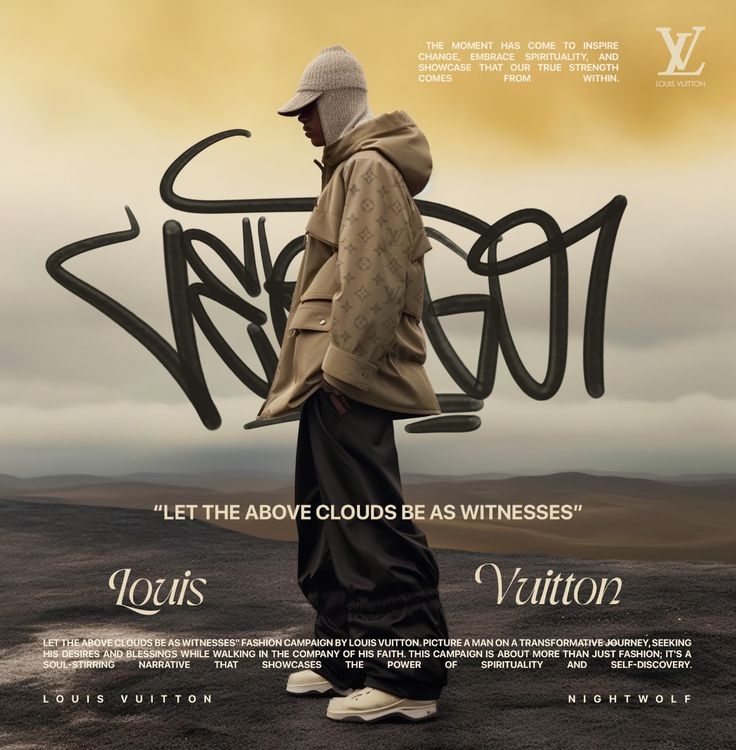 THE MOMENT HAS COME TO INSPIRE
CHANGE, EMBRACE SPIRITUALITY, AND
SHOWCASE THAT OUR TRUE STRENGTH
COMES FROM WITHIN.
LV
LOUIS VUITTON
“LET THE ABOVE CLOUDS BE AS WITNESSES”
Louis Vuitton
LET THE ABOVE CLOUDS BE AS WITNESSES" FASHION CAMPAIGN BY LOUIS VUITTON. PICTURE A MAN ON A TRANSFORMATIVE JOURNEY, SEEKING
HIS DESIRES AND BLESSINGS WHILE WALKING IN THE COMPANY OF HIS FAITH. THIS CAMPAIGN IS ABOUT MORE THAN JUST FASHION; IT'S A
SOUL-STIRRING NARRATIVE THAT SHOWCASES THE POWER OF SPIRITUALITY AND SELF-DISCOVERY.
LOUIS VUITTON NIGHTWOLF